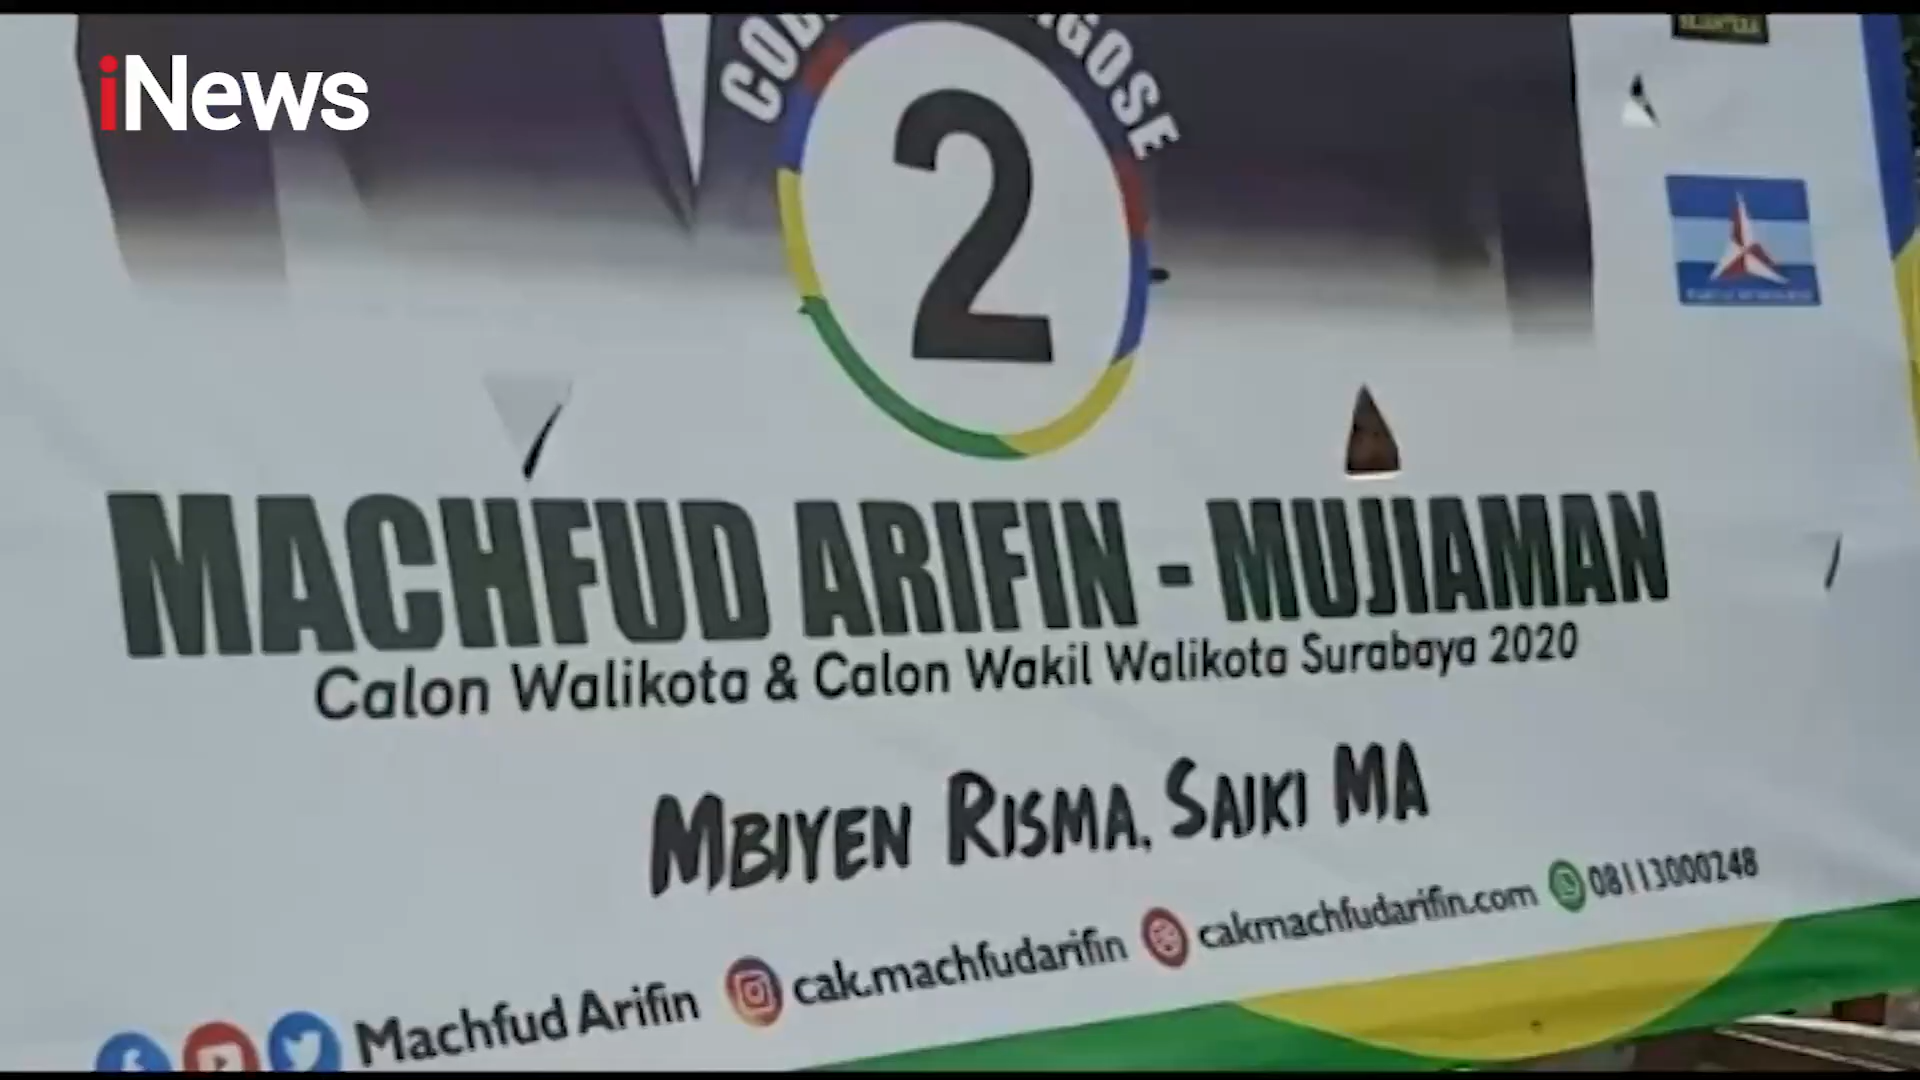 iNews
2
MACHFUD ARIFIN - MUJIAMAN
Calon Walikota & Calon Wakil Walikota Surabaya 2020
MBIYEN RISMA, SAIKI MA
Machfud Arifin cak.machfudarifin cakmachfudarifin.com 08113000248